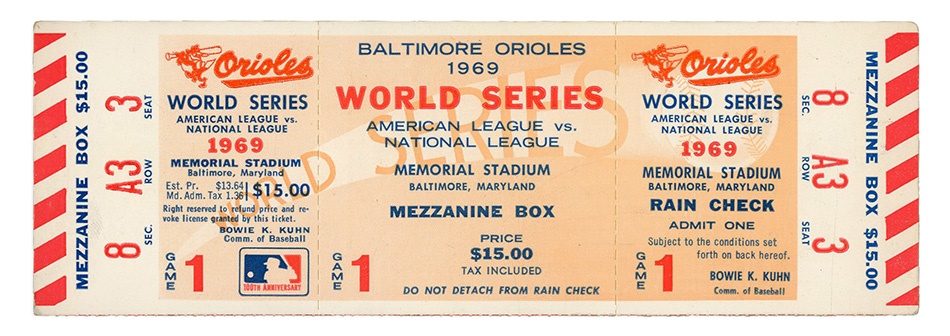 MEZZANINE BOX $15.00
8 SEC. A3 ROW 3 SEAT
Orioles
WORLD SERIES
AMERICAN LEAGUE vs.
NATIONAL LEAGUE
1969
MEMORIAL STADIUM
Baltimore, Maryland
Est. Pr. $13.64
Md. Adm. Tax 1.36
$15.00
Right reserved to refund price and re-
voke license granted by this ticket.
BOWIE K. KUHN
Comm. of Baseball
GAME 1
100TH ANNIVERSARY
WORLD SERIES
BALTIMORE ORIOLES
1969
WORLD SERIES
AMERICAN LEAGUE vs.
NATIONAL LEAGUE
MEMORIAL STADIUM
BALTIMORE, MARYLAND
MEZZANINE BOX
PRICE
$15.00
TAX INCLUDED
GAME 1
DO NOT DETACH FROM RAIN CHECK
Orioles
WORLD SERIES
AMERICAN LEAGUE vs.
NATIONAL LEAGUE
1969
MEMORIAL STADIUM
BALTIMORE, MARYLAND
RAIN CHECK
ADMIT ONE
Subject to the conditions set
forth on back hereof.
GAME 1
BOWIE K. KUHN
Comm. of Baseball
SEC. 8 ROW A3 SEAT 3
MEZZANINE BOX $15.00